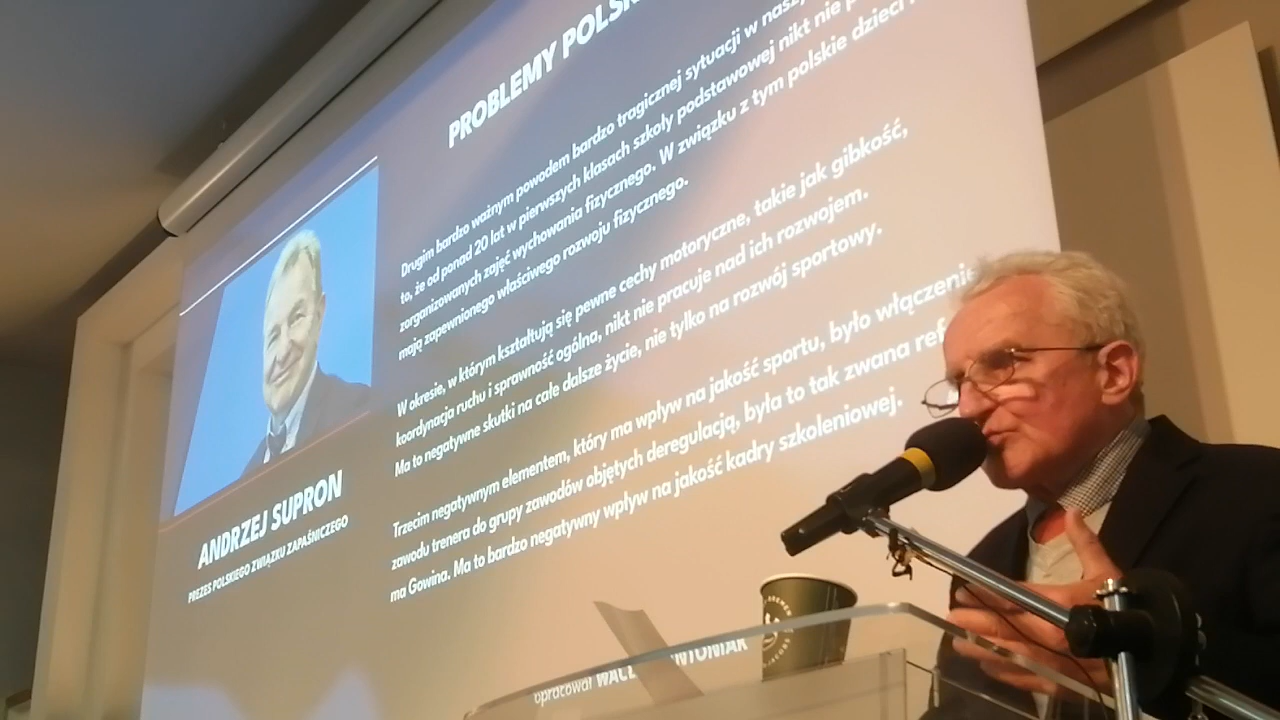 PROBLEMY
Drugim bardzo ważnym powodem bardzo tragicznej sytuacji w
to, że od ponad 20 lat w pierwszych klasach szkoły podstawowej nikt nie
zorganizowanych zajęć wychowania fizycznego. W związku z tym polskie dzieci
mają zapewnionego właściwego rozwoju fizycznego.
W okresie, w którym kształtują się pewne cechy motoryczne, takie jak gibkość,
koordynacja ruchu i sprawność ogólna, nikt nie pracuje nad ich rozwojem.
Ma to negatywne skutki na całe dalsze życie, nie tylko na rozwój sportowy.
Trzecim negatywnym elementem, który ma wpływ na jakość sportu, było włączenie
zawodu trenera do grupy zawodów objętych deregulacją, była to tak zwana
ma Gowina. Ma to bardzo negatywny wpływ na jakość kadry szkoleniowej.
ANDRZEJ SUPRON
PREZES POLSKIEGO ZWIĄZKU ZAPAŚNICZEGO
opracował
JACOBS